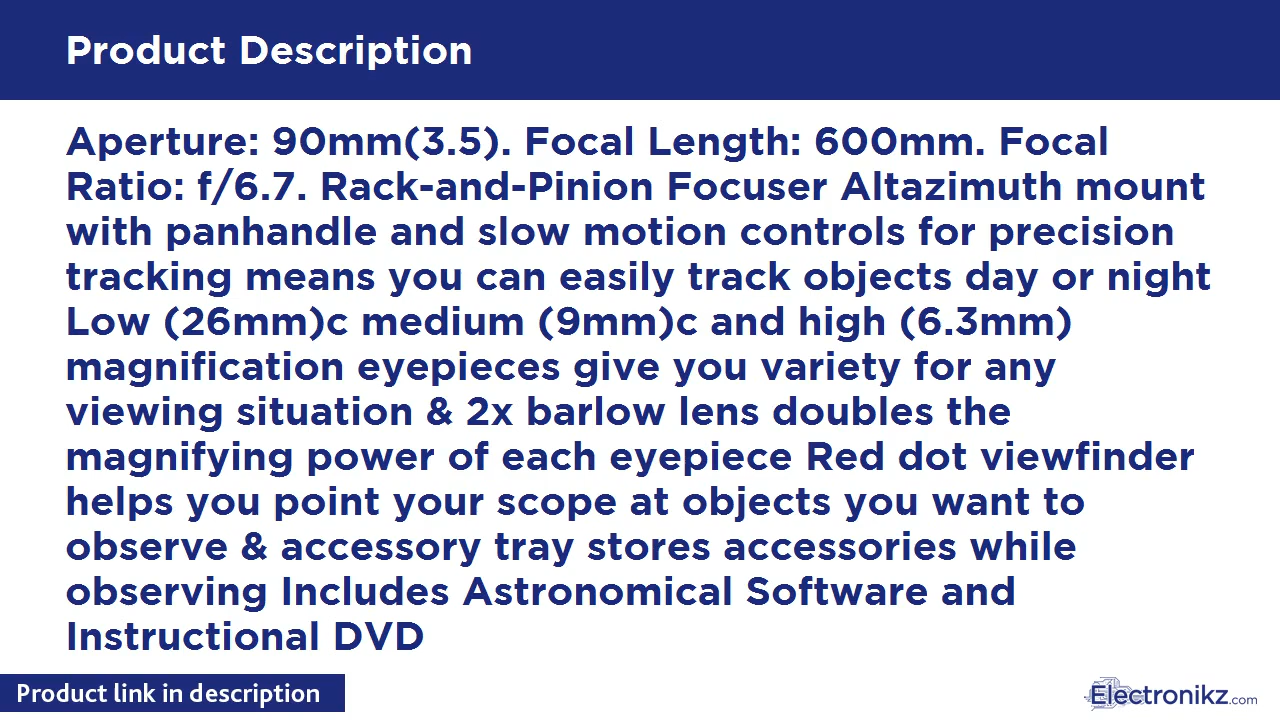 Product Description
Aperture: 90mm(3.5). Focal Length: 600mm. Focal
Ratio: f/6.7. Rack-and-Pinion Focuser Altazimuth mount
with panhandle and slow motion controls for precision
tracking means you can easily track objects day or night
Low (26mm)c medium (9mm)c and high (6.3mm)
magnification eyepieces give you variety for any
viewing situation & 2x barlow lens doubles the
magnifying power of each eyepiece Red dot viewfinder
helps you point your scope at objects you want to
observe & accessory tray stores accessories while
observing Includes Astronomical Software and
Instructional DVD
Product link in description
Electronikz.com